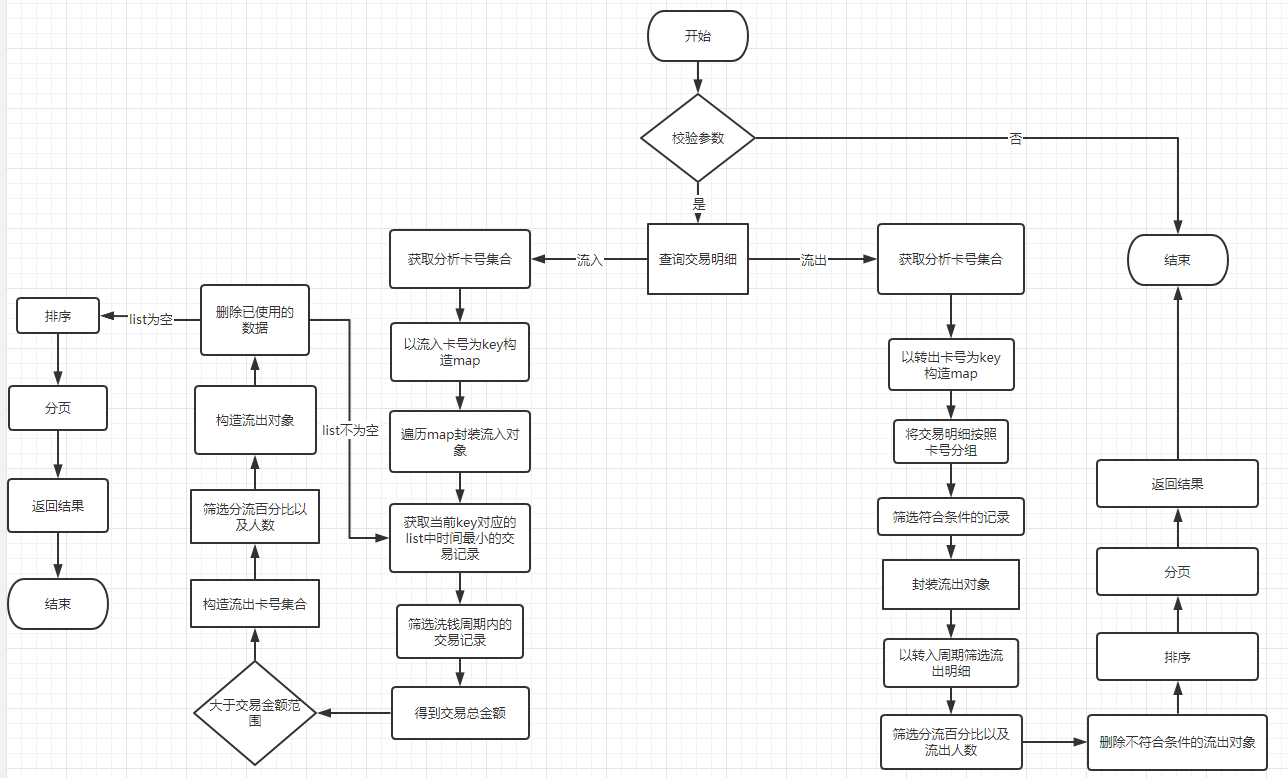 开始
校验参数
否
是
查询交易明细
流入
流出
获取分析卡号集合
以流入卡号为key构
造map
遍历map封装流入对
象
获取当前key对应的
list中时间最小的交
易记录
筛选洗钱周期内的
交易记录
得到交易总金额
大于交易金额范
围
构造流出卡号集合
筛选分流百分比以
及人数
构造流出对象
删除已使用的
数据
list不为空
list为空
排序
分页
返回结果
结束
获取分析卡号集合
以转出卡号为key
构造map
将交易明细按照
卡号分组
筛选符合条件的记录
封装流出对象
以转入周期筛选流
出明细
筛选分流百分比以及
流出人数
删除不符合条件的流出对象
排序
分页
返回结果
结束